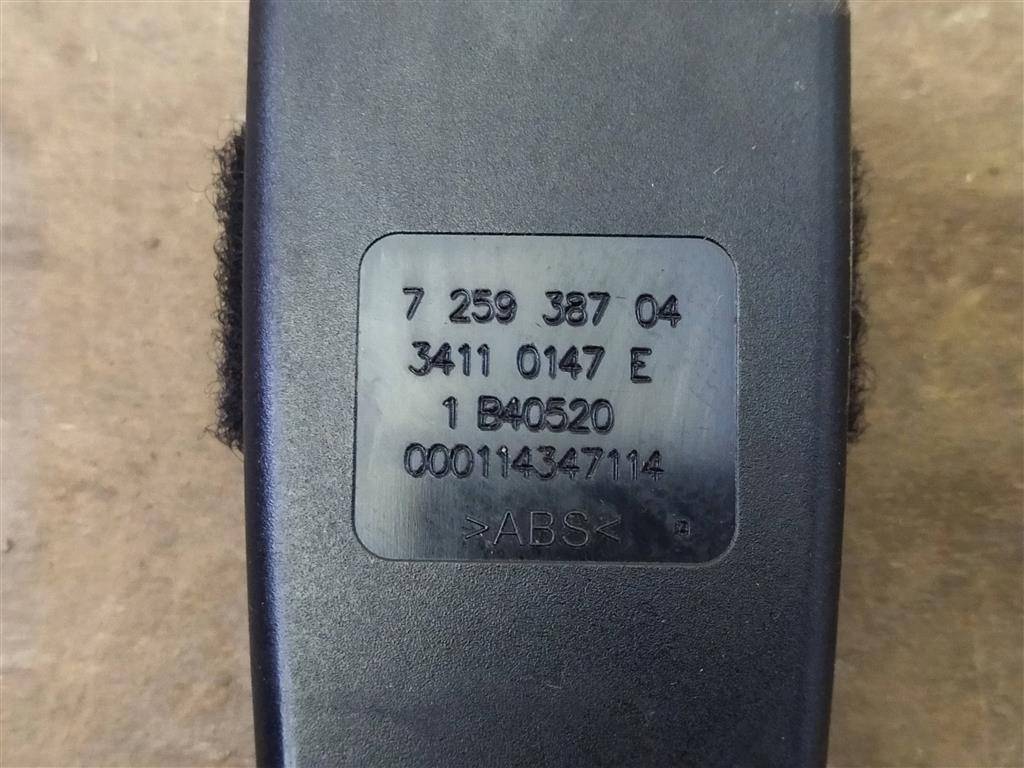 7 259 387 04
3411 0147 E
1 B40520
000114347114
>ABS<